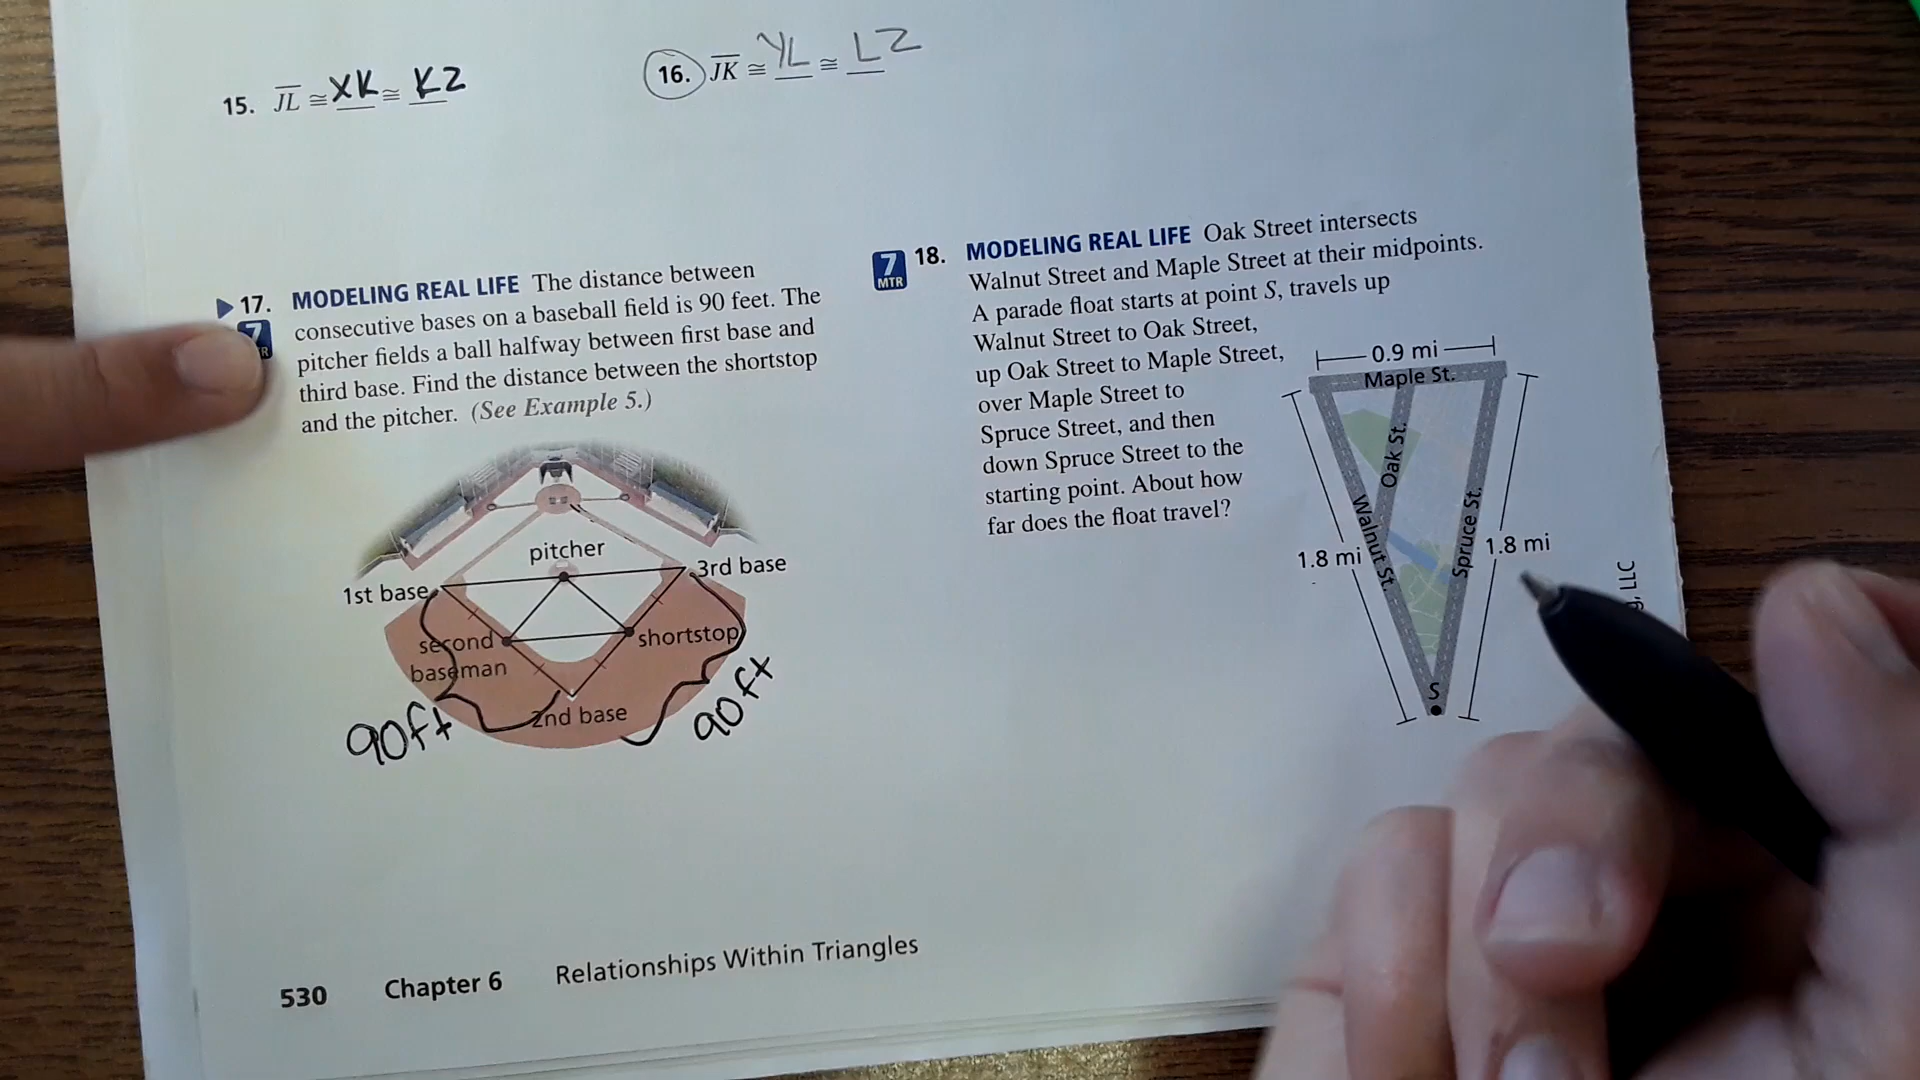 15. JL ≅ XK ≅ KZ
16. JK ≅ YL ≅ LZ
17. MODELING REAL LIFE The distance between
consecutive bases on a baseball field is 90 feet. The
pitcher fields a ball halfway between first base and
third base. Find the distance between the shortstop
and the pitcher. (See Example 5.)
pitcher
1st base
3rd base
second
baseman
shortstop
2nd base
90ft
90ft
7
MTR
18. MODELING REAL LIFE Oak Street intersects
Walnut Street and Maple Street at their midpoints.
A parade float starts at point S, travels up
Walnut Street to Oak Street,
up Oak Street to Maple Street,
over Maple Street to
Spruce Street, and then
down Spruce Street to the
starting point. About how
far does the float travel?
0.9 mi
Maple St.
Oak St.
Walnut St.
Spruce St.
1.8 mi
1.8 mi
S
LLC
530 Chapter 6 Relationships Within Triangles